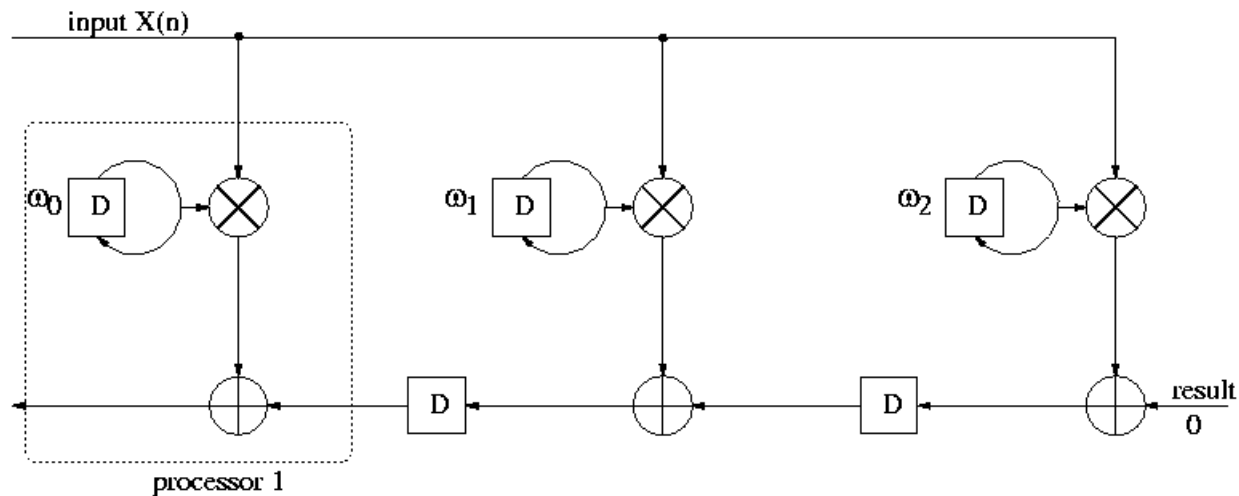 input X(n)
ω0 D
ω1 D
ω2 D
D
D
result
0
processor 1